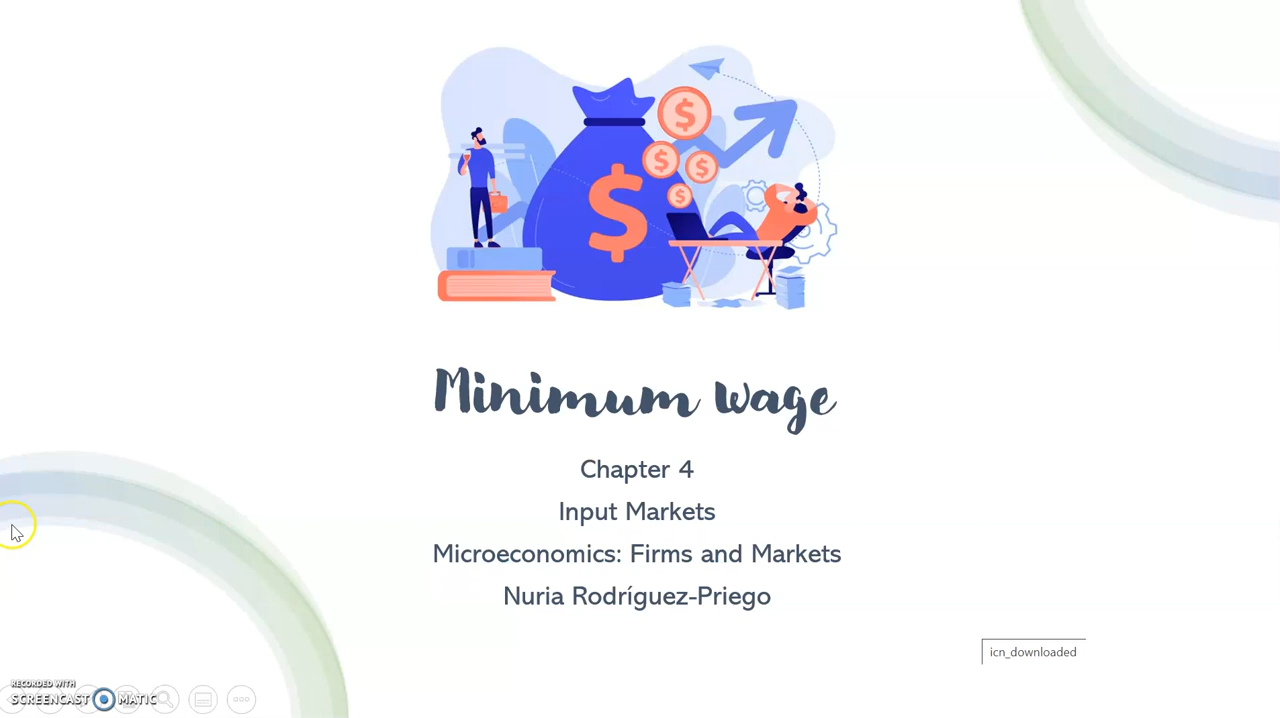 $
$
$
$
$
Minimum wage
Chapter 4
Input Markets
Microeconomics: Firms and Markets
Nuria Rodríguez-Priego
icn_downloaded
RECORDED WITH
SCREENCAST MATIC